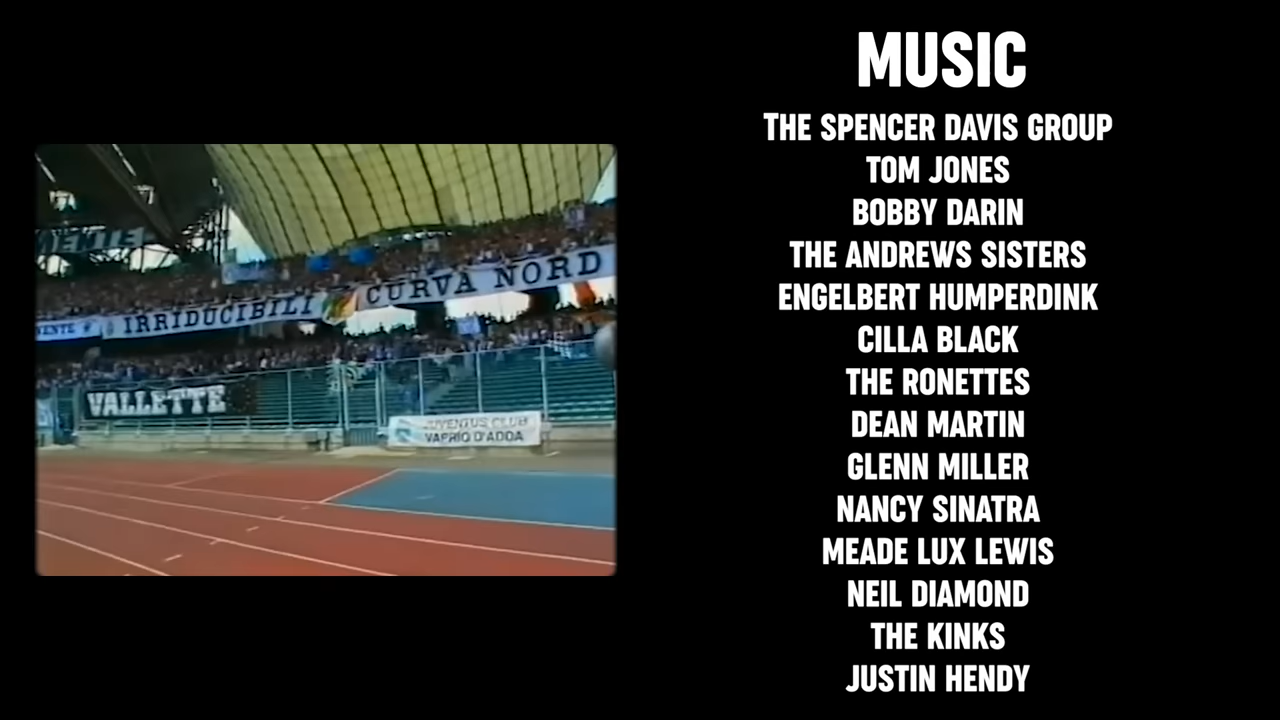 IRRIDUCIBILI CURVA NORD
VALLETTE
JUVENTUS CLUB
VAPRIO D'ADDA
MUSIC
THE SPENCER DAVIS GROUP
TOM JONES
BOBBY DARIN
THE ANDREWS SISTERS
ENGELBERT HUMPERDINK
CILLA BLACK
THE RONETTES
DEAN MARTIN
GLENN MILLER
NANCY SINATRA
MEADE LUX LEWIS
NEIL DIAMOND
THE KINKS
JUSTIN HENDY